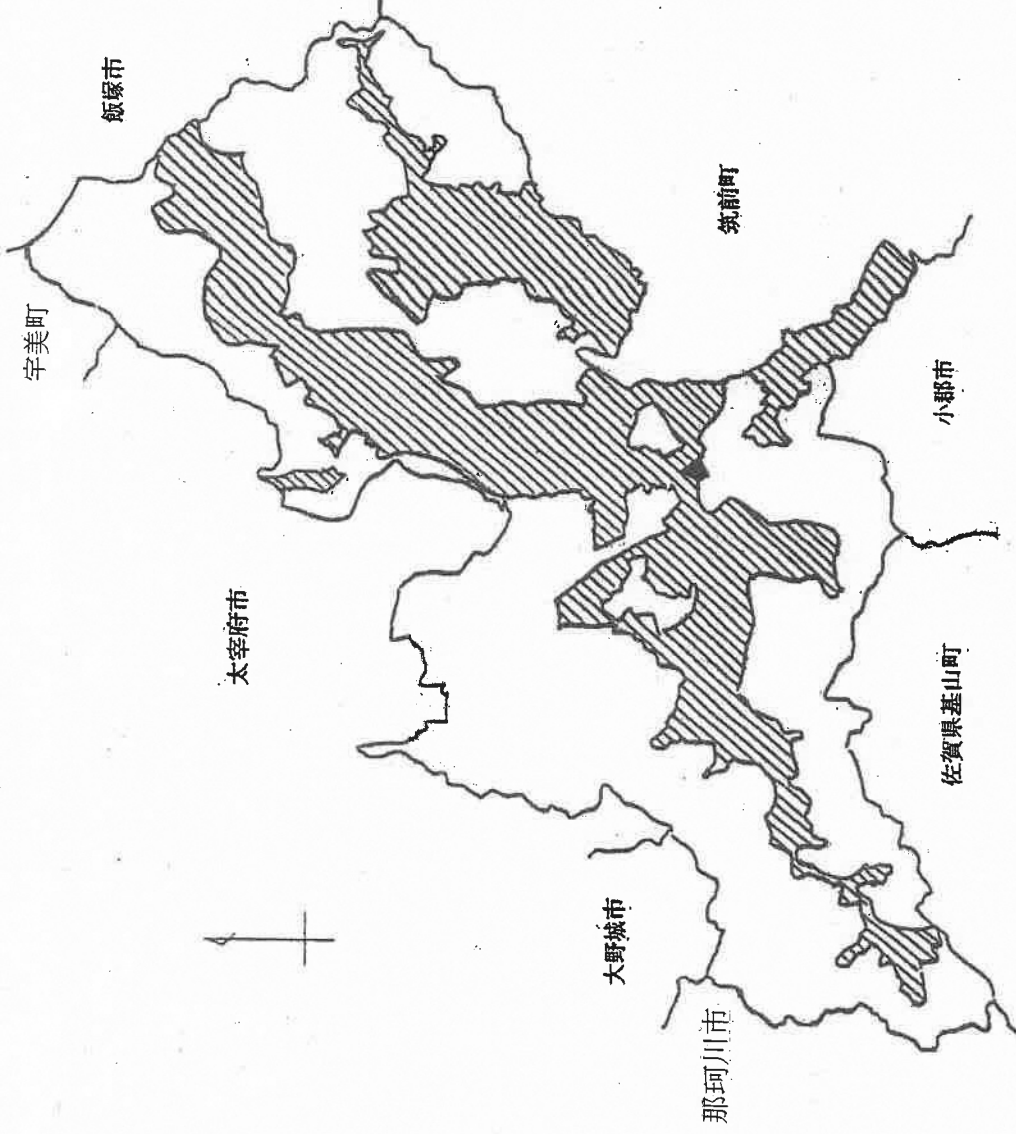 宇美町
飯塚市
太宰府市
筑前町
大野城市
那珂川市
小郡市
佐賀県基山町